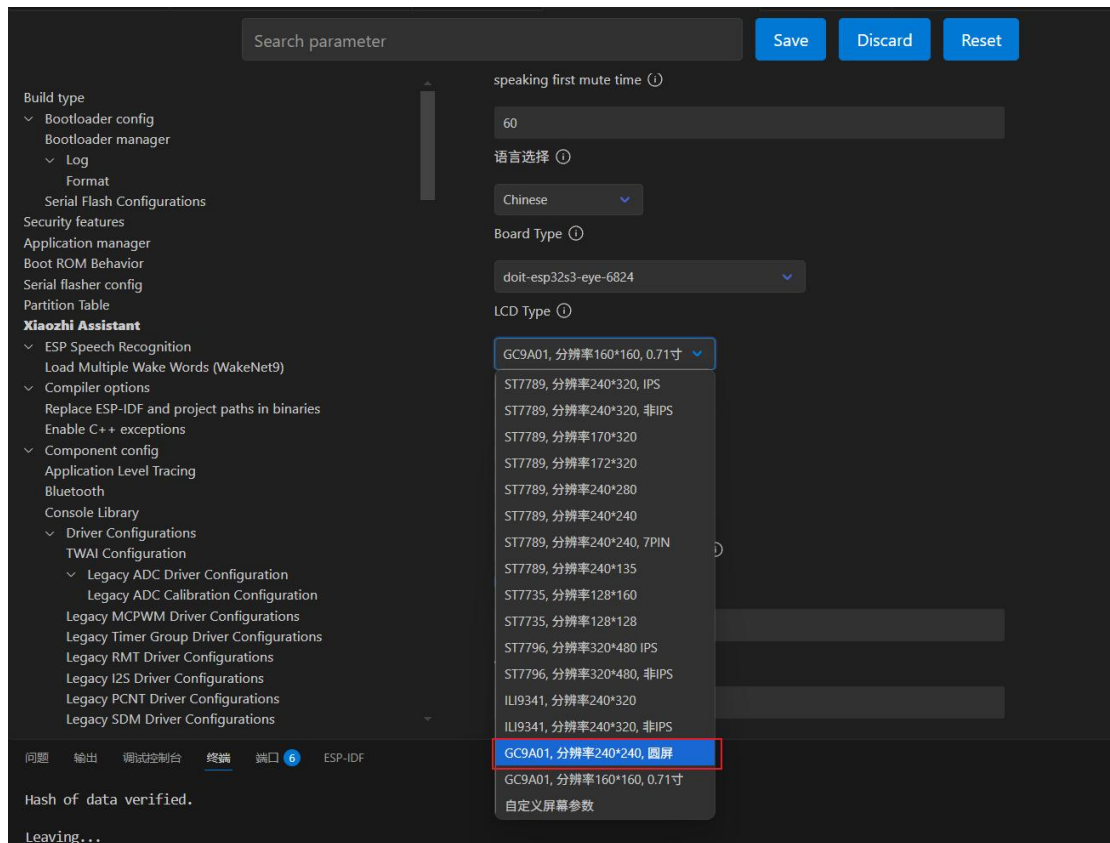 Search parameter
Save
Discard
Reset
Build type
Bootloader config
Bootloader manager
Log
Format
Serial Flash Configurations
Security features
Application manager
Boot ROM Behavior
Serial flasher config
Partition Table
Xiaozhi Assistant
ESP Speech Recognition
Load Multiple Wake Words (WakeNet9)
Compiler options
Replace ESP-IDF and project paths in binaries
Enable C++ exceptions
Component config
Application Level Tracing
Bluetooth
Console Library
Driver Configurations
TWAI Configuration
Legacy ADC Driver Configuration
Legacy ADC Calibration Configuration
Legacy MCPWM Driver Configurations
Legacy Timer Group Driver Configurations
Legacy RMT Driver Configurations
Legacy I2S Driver Configurations
Legacy PCNT Driver Configurations
Legacy SDM Driver Configurations
speaking first mute time
60
语言选择
Chinese
Board Type
doit-esp32s3-eye-6824
LCD Type
GC9A01, 分辨率160*160, 0.71寸
ST7789, 分辨率240*320, IPS
ST7789, 分辨率240*320, 非IPS
ST7789, 分辨率170*320
ST7789, 分辨率172*320
ST7789, 分辨率240*280
ST7789, 分辨率240*240
ST7789, 分辨率240*240, 7PIN
ST7789, 分辨率240*135
ST7735, 分辨率128*160
ST7735, 分辨率128*128
ST7796, 分辨率320*480 IPS
ST7796, 分辨率320*480, 非IPS
ILI9341, 分辨率240*320
ILI9341, 分辨率240*320, 非IPS
GC9A01, 分辨率240*240, 圆屏
GC9A01, 分辨率160*160, 0.71寸
自定义屏幕参数
问题 输出 调试控制台 终端 端口 6 ESP-IDF
Hash of data verified.
Leaving...